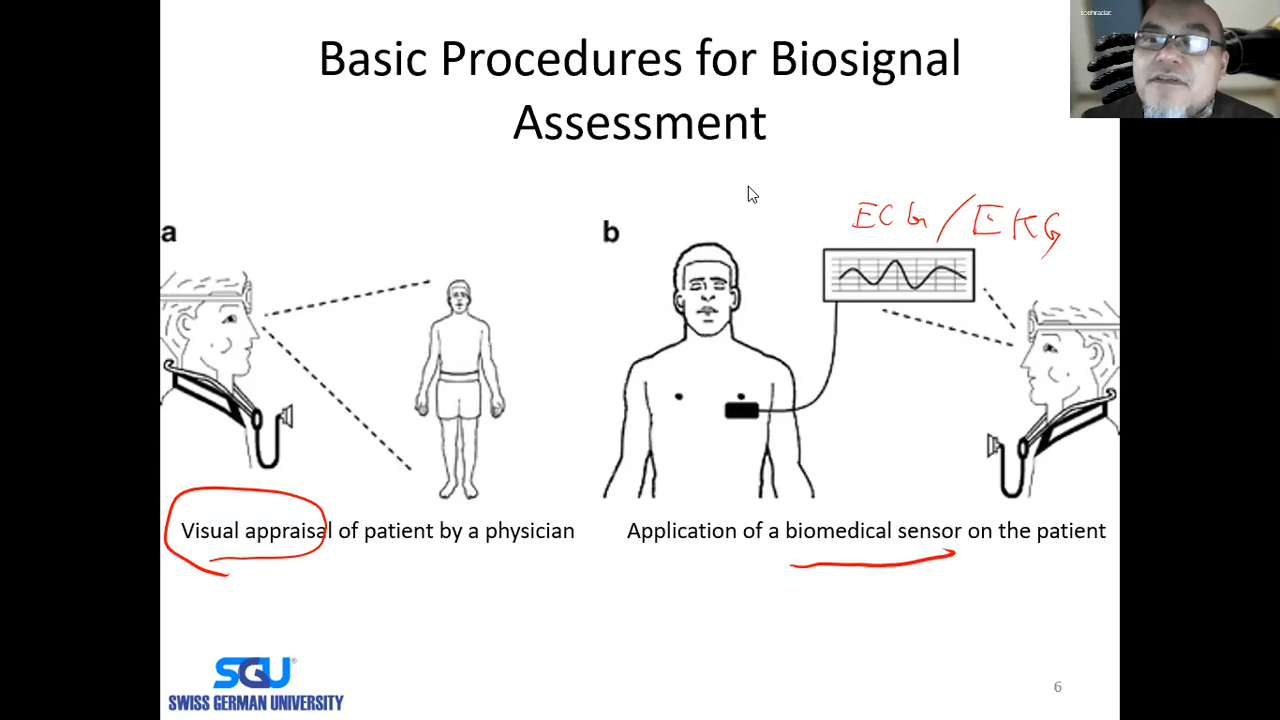 techradar
Basic Procedures for Biosignal
Assessment
a
b
ECG/EKG
Visual appraisal of patient by a physician
Application of a biomedical sensor on the patient
SGU®
SWISS GERMAN UNIVERSITY
6